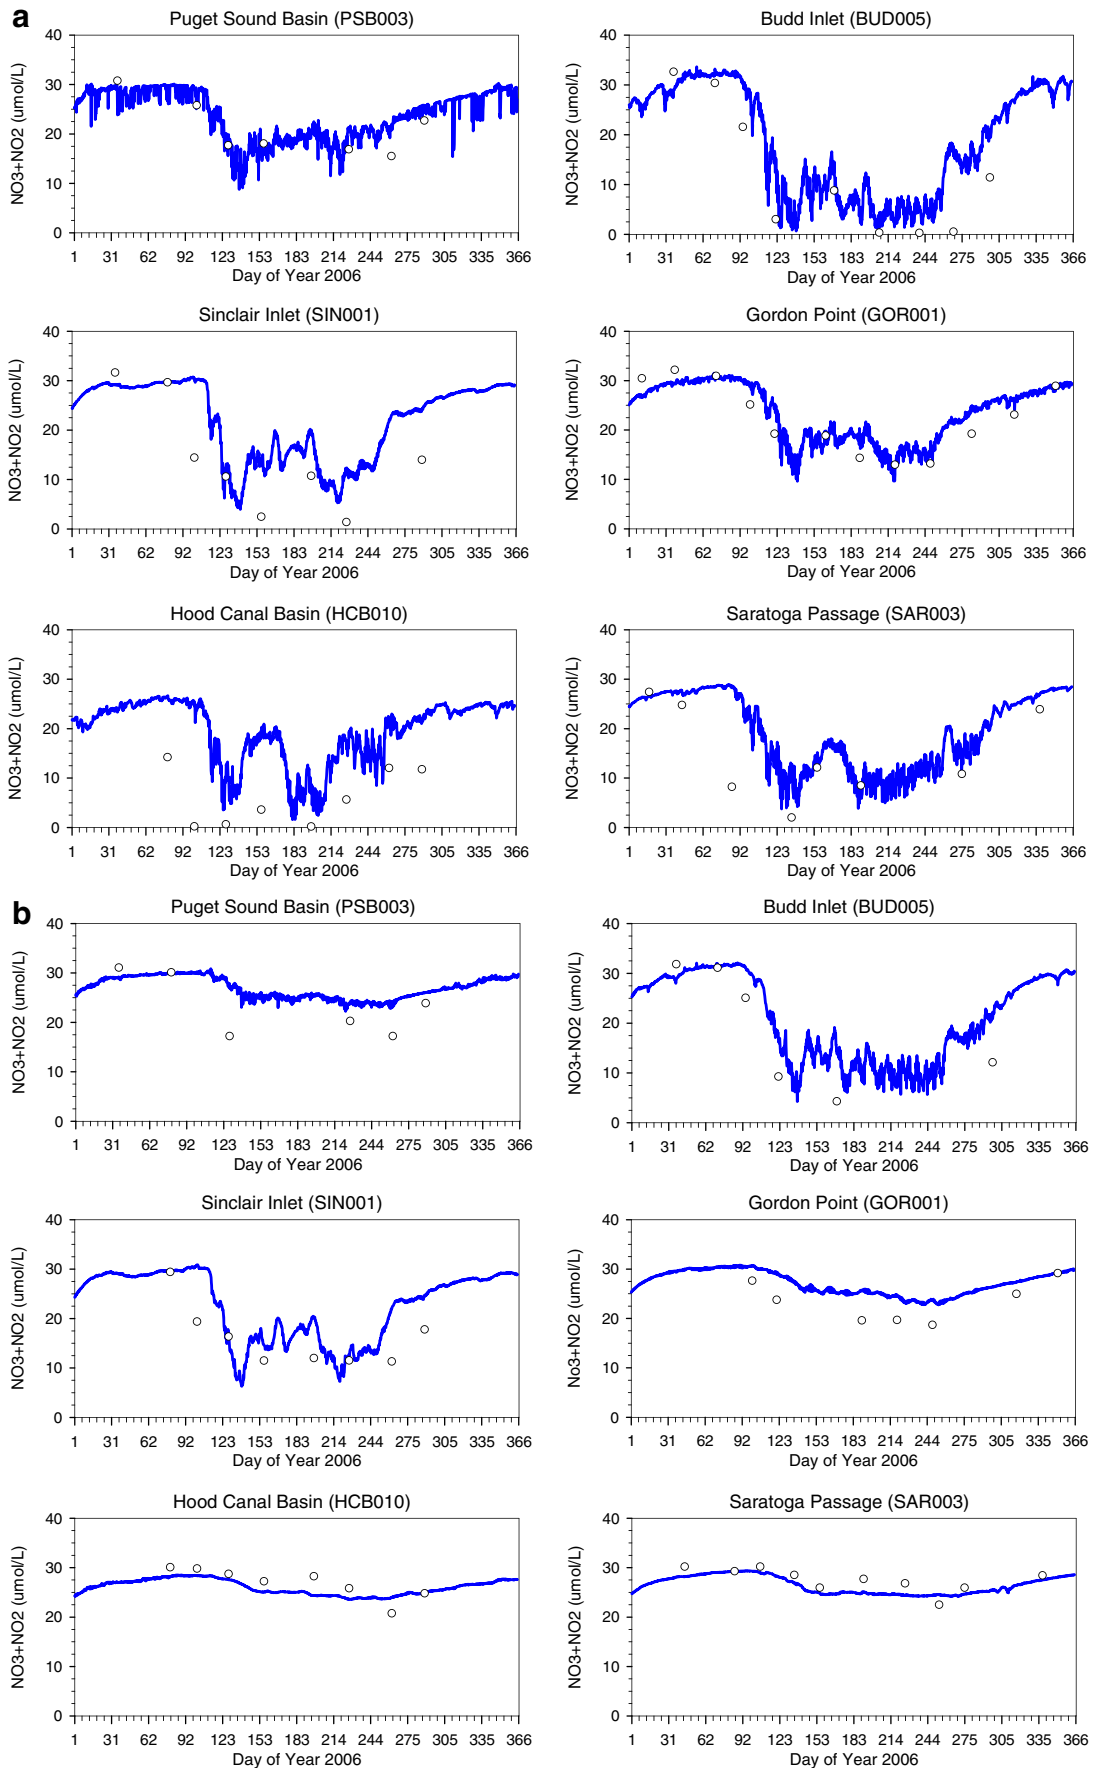 a
Puget Sound Basin (PSB003)
NO3+NO2 (umol/L)
40
30
20
10
0
1 31 62 92 123 153 183 214 244 275 305 335 366
Day of Year 2006
Budd Inlet (BUD005)
NO3+NO2 (umol/L)
40
30
20
10
0
1 31 62 92 123 153 183 214 244 275 305 335 366
Day of Year 2006
Sinclair Inlet (SIN001)
NO3+NO2 (umol/L)
40
30
20
10
0
1 31 62 92 123 153 183 214 244 275 305 335 366
Day of Year 2006
Gordon Point (GOR001)
NO3+NO2 (umol/L)
40
30
20
10
0
1 31 62 92 123 153 183 214 244 275 305 335 366
Day of Year 2006
Hood Canal Basin (HCB010)
NO3+NO2 (umol/L)
40
30
20
10
0
1 31 62 92 123 153 183 214 244 275 305 335 366
Day of Year 2006
Saratoga Passage (SAR003)
NO3+NO2 (umol/L)
40
30
20
10
0
1 31 62 92 123 153 183 214 244 275 305 335 366
Day of Year 2006
b
Puget Sound Basin (PSB003)
NO3+NO2 (umol/L)
40
30
20
10
0
1 31 62 92 123 153 183 214 244 275 305 335 366
Day of Year 2006
Budd Inlet (BUD005)
NO3+NO2 (umol/L)
40
30
20
10
0
1 31 62 92 123 153 183 214 244 275 305 335 366
Day of Year 2006
Sinclair Inlet (SIN001)
NO3+NO2 (umol/L)
40
30
20
10
0
1 31 62 92 123 153 183 214 244 275 305 335 366
Day of Year 2006
Gordon Point (GOR001)
No3+NO2 (umol/L)
40
30
20
10
0
1 31 62 92 123 153 183 214 244 275 305 335 366
Day of Year 2006
Hood Canal Basin (HCB010)
NO3+NO2 (umol/L)
40
30
20
10
0
1 31 62 92 123 153 183 214 244 275 305 335 366
Day of Year 2006
Saratoga Passage (SAR003)
NO3+NO2 (umol/L)
40
30
20
10
0
1 31 62 92 123 153 183 214 244 275 305 335 366
Day of Year 2006